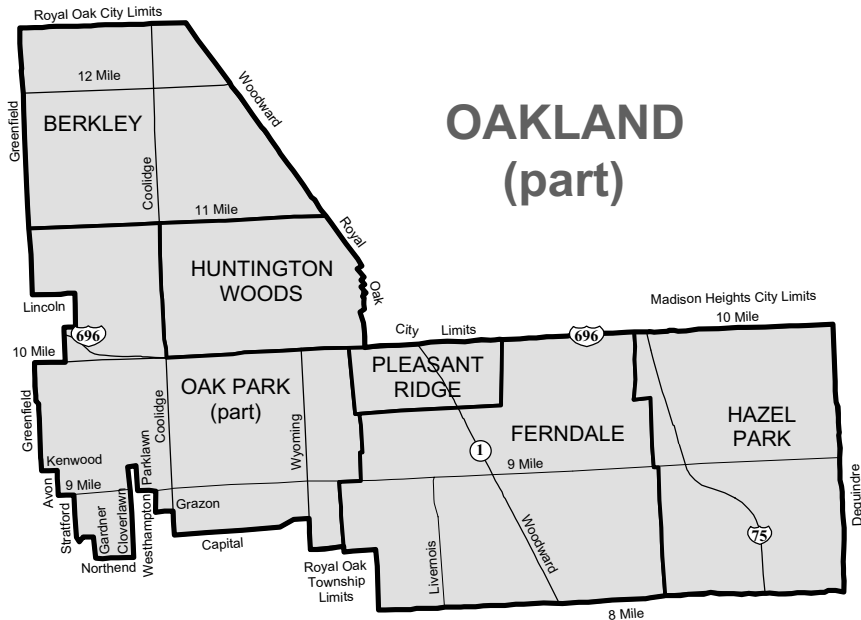 Royal Oak City Limits
12 Mile
Woodward
Greenfield
BERKLEY
Coolidge
OAKLAND
(part)
11 Mile
Royal
Oak
HUNTINGTON
WOODS
Lincoln
Madison Heights City Limits
10 Mile
696
City Limits
696
10 Mile
PLEASANT
RIDGE
OAK PARK
(part)
Greenfield
Coolidge
Wyoming
HAZEL
PARK
FERNDALE
1
Kenwood
Parklawn
9 Mile
Avon
9 Mile
Stratford
Gardner
Cloverlawn
Westhampton
Grazon
Dequindre
Capital
Livernois
Woodward
75
Northend
Royal Oak
Township
Limits
8 Mile